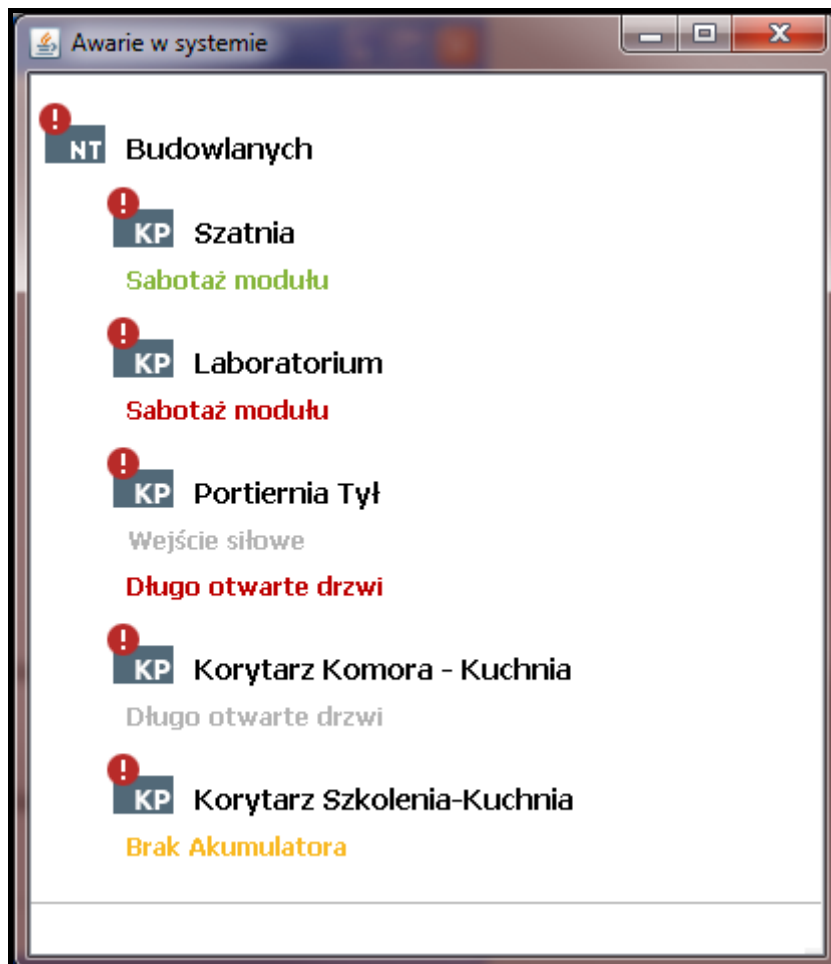 Awarie w systemie
! NT Budowlanych
! KP Szatnia
Sabotaż modułu
! KP Laboratorium
Sabotaż modułu
! KP Portiernia Tył
Wejście siłowe
Długo otwarte drzwi
! KP Korytarz Komora - Kuchnia
Długo otwarte drzwi
! KP Korytarz Szkolenia-Kuchnia
Brak Akumulatora